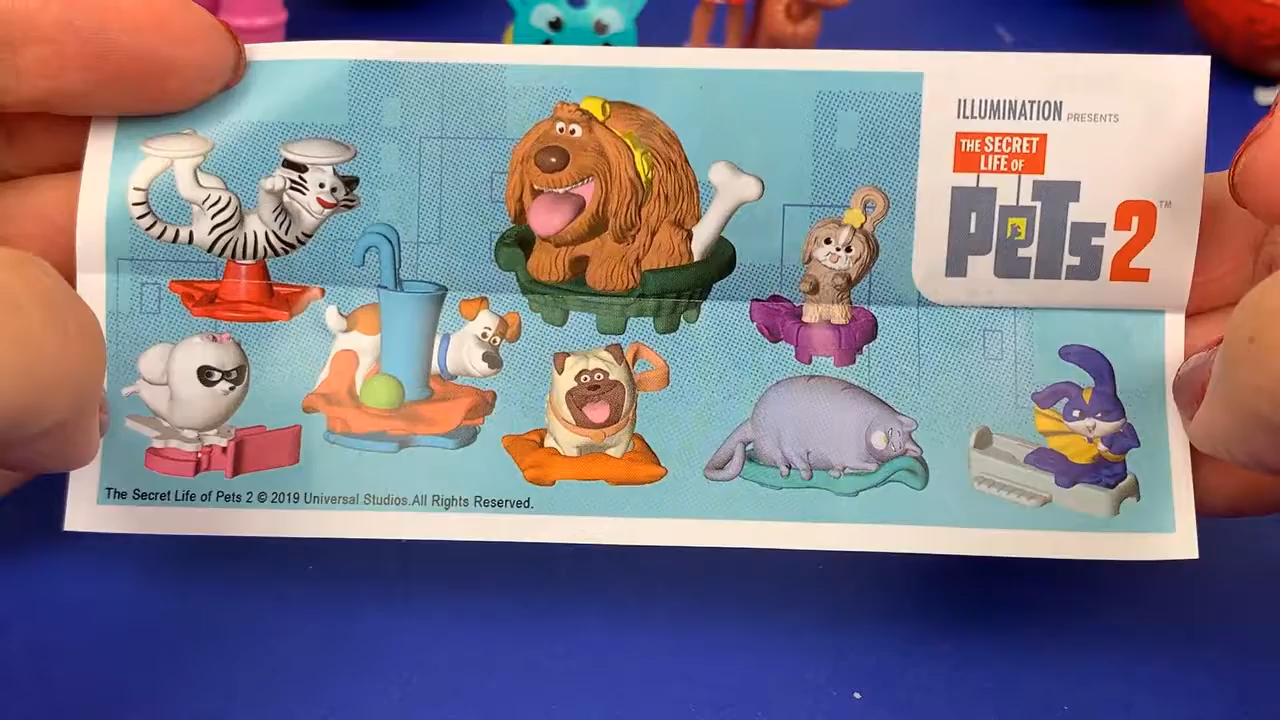 ILLUMINATION PRESENTS
THE SECRET
LIFE OF
PETS 2™
The Secret Life of Pets 2 © 2019 Universal Studios.All Rights Reserved.